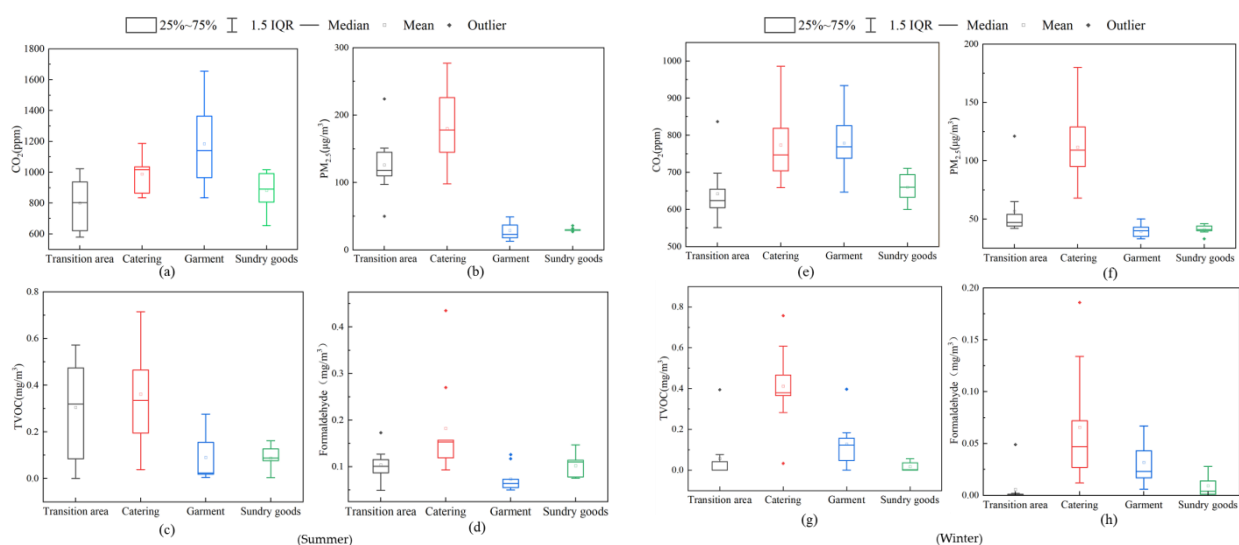 25%~75% 1.5 IQR Median Mean Outlier
CO₂(ppm)
1800
1600
1400
1200
1000
800
600
Transition area Catering Garment Sundry goods
(a)
PM₂.₅(μg/m³)
300
200
100
0
Transition area Catering Garment Sundry goods
(b)
TVOC(mg/m³)
0.8
0.6
0.4
0.2
0.0
Transition area Catering Garment Sundry goods
(c)
Formaldehyde（mg/m³）
0.4
0.3
0.2
0.1
Transition area Catering Garment Sundry goods
(d)
(Summer)
25%~75% 1.5 IQR Median Mean Outlier
CO₂(ppm)
1000
900
800
700
600
500
Transition area Catering Garment Sundry goods
(e)
PM₂.₅(μg/m³)
200
150
100
50
Transition area Catering Garment Sundry goods
(f)
TVOC(mg/m³)
0.8
0.6
0.4
0.2
0.0
Transition area Catering Garment Sundry goods
(g)
Formaldehyde（mg/m³）
0.20
0.15
0.10
0.05
0.00
Transition area Catering Garment Sundry goods
(h)
(Winter)